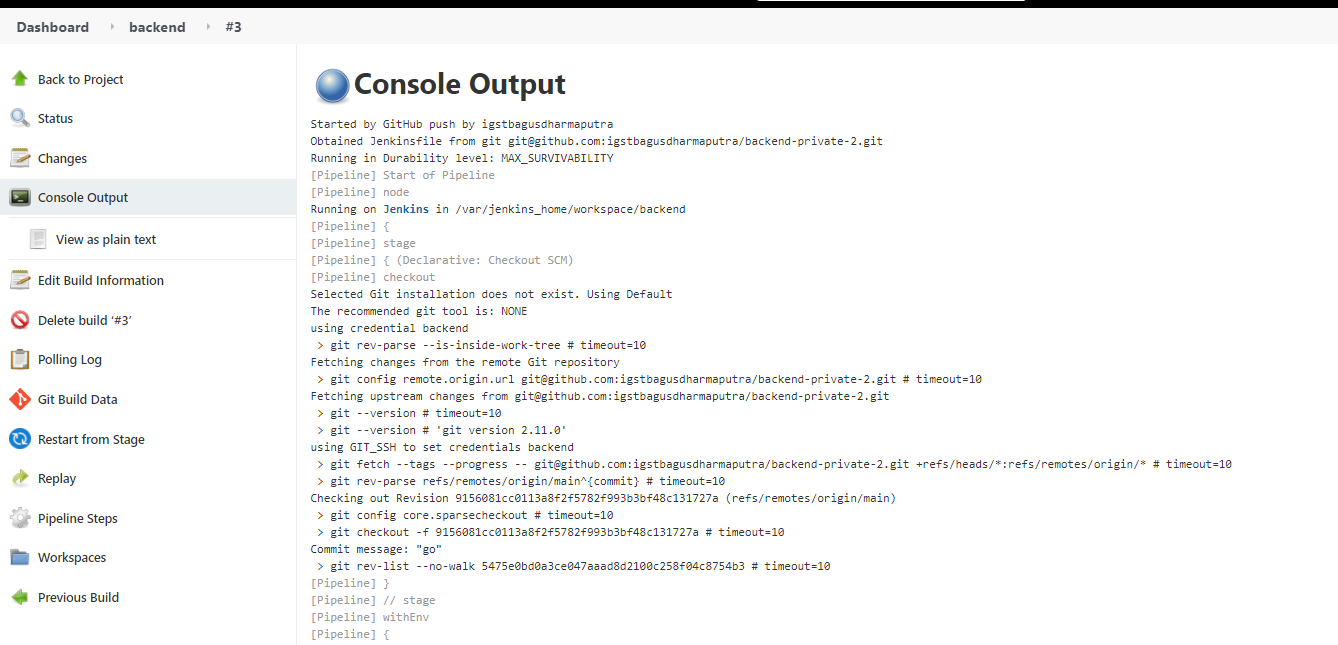 Dashboard backend #3
Back to Project
Status
Changes
Console Output
View as plain text
Edit Build Information
Delete build ‘#3’
Polling Log
Git Build Data
Restart from Stage
Replay
Pipeline Steps
Workspaces
Previous Build
Console Output
Started by GitHub push by igstbagusdharmaputra
Obtained Jenkinsfile from git git@github.com:igstbagusdharmaputra/backend-private-2.git
Running in Durability level: MAX_SURVIVABILITY
[Pipeline] Start of Pipeline
[Pipeline] node
Running on Jenkins in /var/jenkins_home/workspace/backend
[Pipeline] {
[Pipeline] stage
[Pipeline] { (Declarative: Checkout SCM)
[Pipeline] checkout
Selected Git installation does not exist. Using Default
The recommended git tool is: NONE
using credential backend
> git rev-parse --is-inside-work-tree # timeout=10
Fetching changes from the remote Git repository
> git config remote.origin.url git@github.com:igstbagusdharmaputra/backend-private-2.git # timeout=10
Fetching upstream changes from git@github.com:igstbagusdharmaputra/backend-private-2.git
> git --version # timeout=10
> git --version # 'git version 2.11.0'
using GIT_SSH to set credentials backend
> git fetch --tags --progress -- git@github.com:igstbagusdharmaputra/backend-private-2.git +refs/heads/*:refs/remotes/origin/* # timeout=10
> git rev-parse refs/remotes/origin/main^{commit} # timeout=10
Checking out Revision 9156081cc0113a8f2f5782f993b3bf48c131727a (refs/remotes/origin/main)
> git config core.sparsecheckout # timeout=10
> git checkout -f 9156081cc0113a8f2f5782f993b3bf48c131727a # timeout=10
Commit message: "go"
> git rev-list --no-walk 5475e0bd0a3ce047aaad8d2100c258f04c8754b3 # timeout=10
[Pipeline] }
[Pipeline] // stage
[Pipeline] withEnv
[Pipeline] {